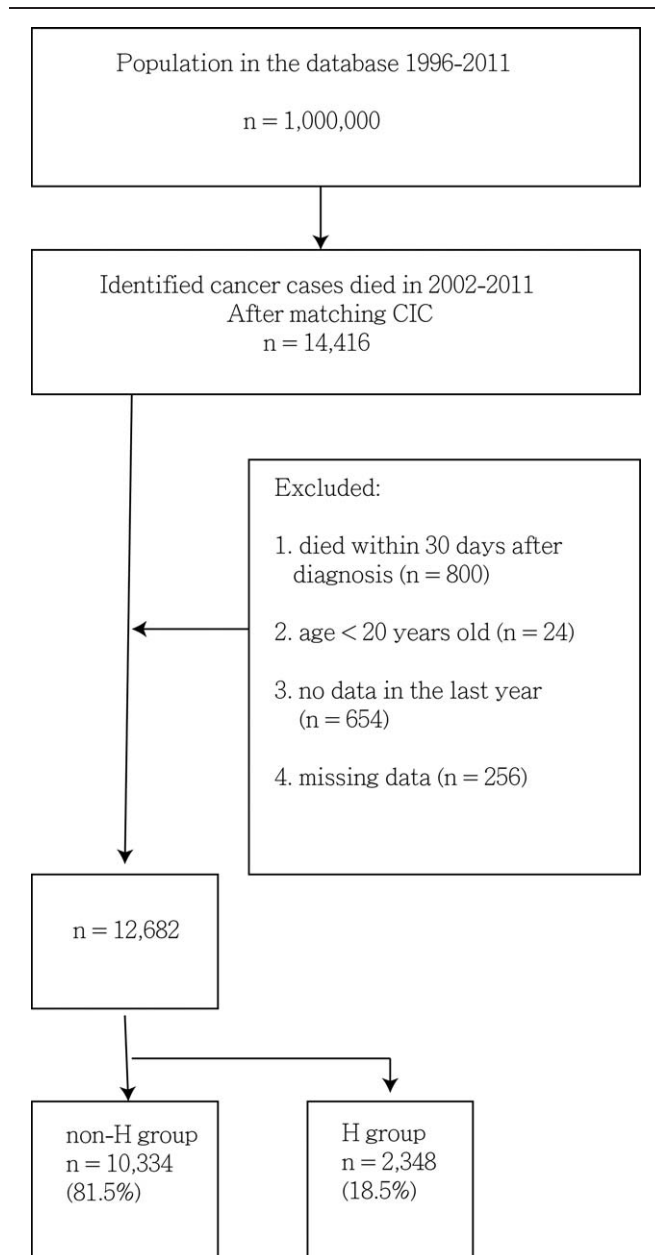 Population in the database 1996-2011
n = 1,000,000
Identified cancer cases died in 2002-2011
After matching CIC
n = 14,416
Excluded:
1. died within 30 days after
diagnosis (n = 800)
2. age < 20 years old (n = 24)
3. no data in the last year
(n = 654)
4. missing data (n = 256)
n = 12,682
non-H group
n = 10,334
(81.5%)
H group
n = 2,348
(18.5%)